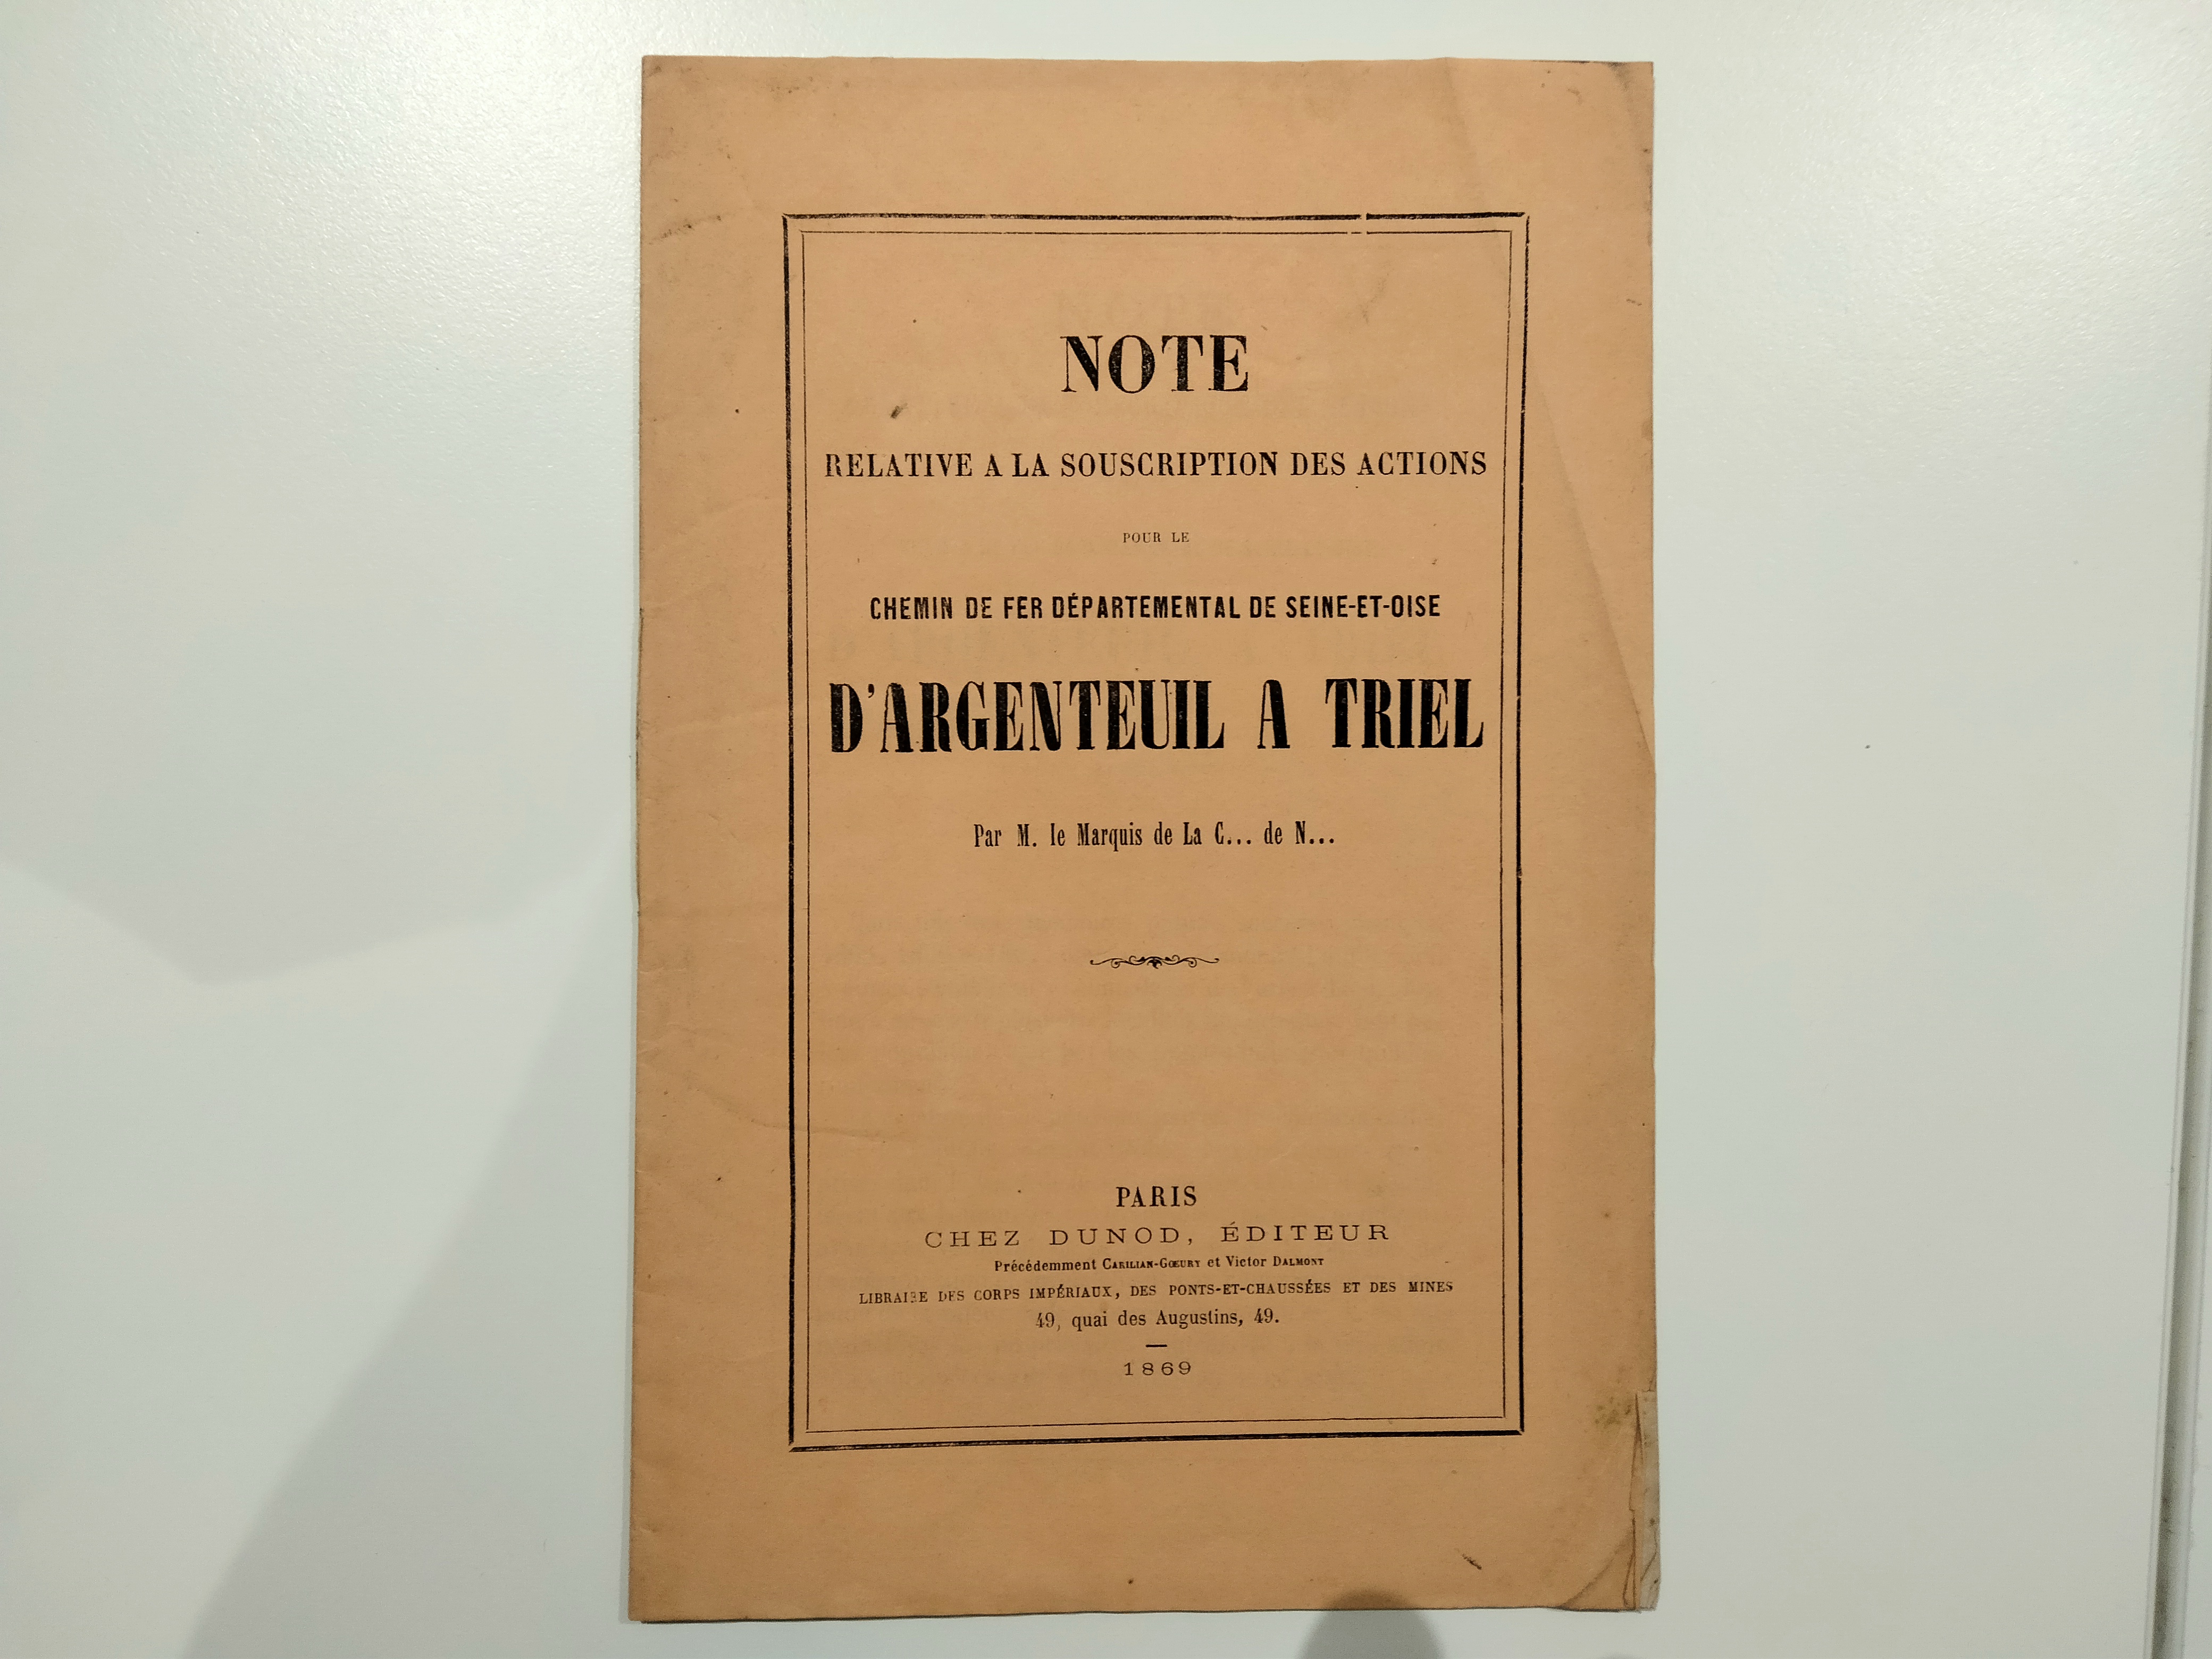 NOTE
RELATIVE A LA SOUSCRIPTION DES ACTIONS
POUR LE
CHEMIN DE FER DÉPARTEMENTAL DE SEINE-ET-OISE
D'ARGENTEUIL A TRIEL
Par M. le Marquis de La C... de N...
PARIS
CHEZ DUNOD, ÉDITEUR
Précédemment CARILIAN-GŒURY et Victor DALMONT
LIBRAIRE DES CORPS IMPÉRIAUX, DES PONTS-ET-CHAUSSÉES ET DES MINES
49, quai des Augustins, 49.
1869